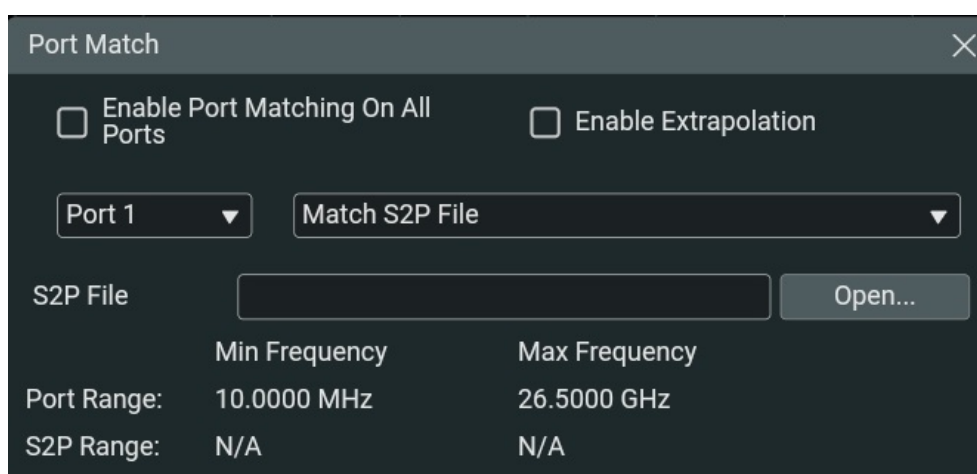 Port Match
Enable Port Matching On All
Ports
Enable Extrapolation
Port 1
Match S2P File
S2P File
Open...
Min Frequency Max Frequency
Port Range: 10.0000 MHz 26.5000 GHz
S2P Range: N/A N/A